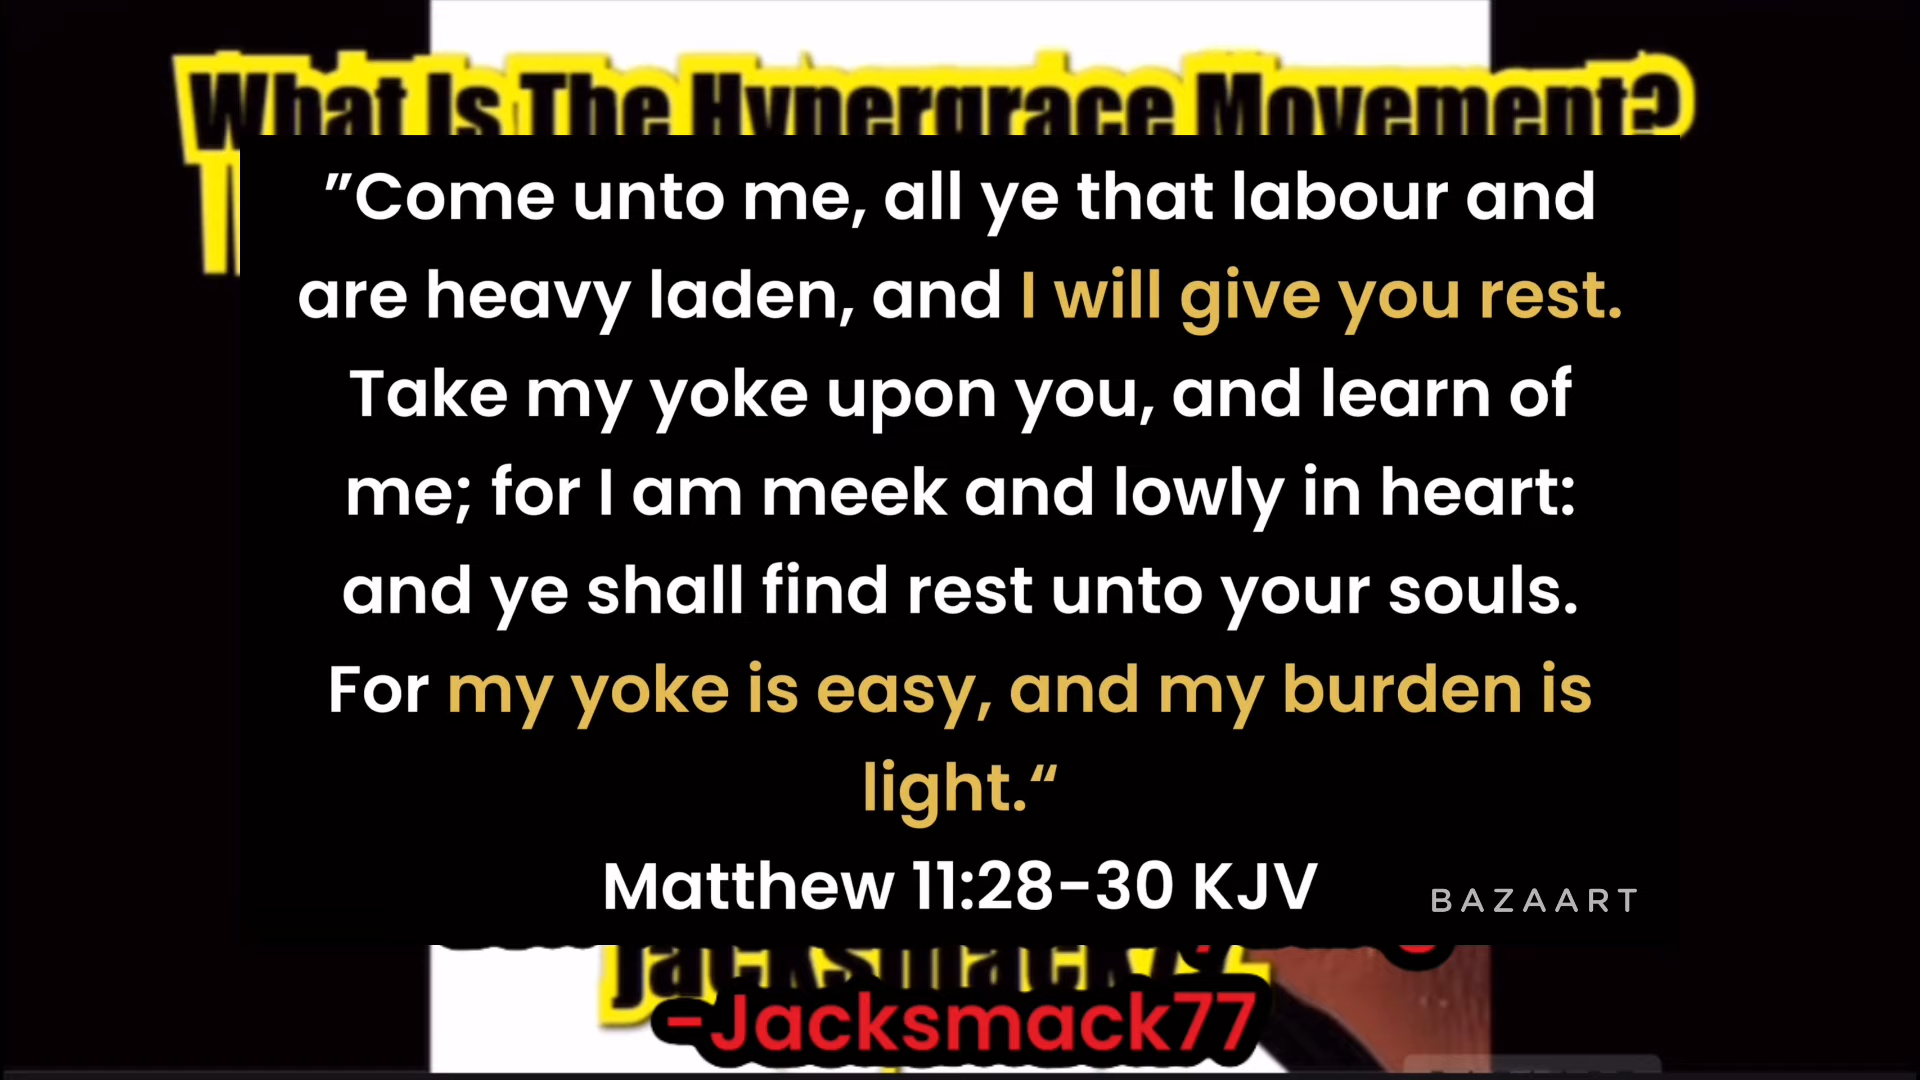 What Is The Hypergrace Movement?
”Come unto me, all ye that labour and
are heavy laden, and I will give you rest.
Take my yoke upon you, and learn of
me; for I am meek and lowly in heart:
and ye shall find rest unto your souls.
For my yoke is easy, and my burden is
light.“
Matthew 11:28-30 KJV
BAZAART
Jacksmack77
-Jacksmack77